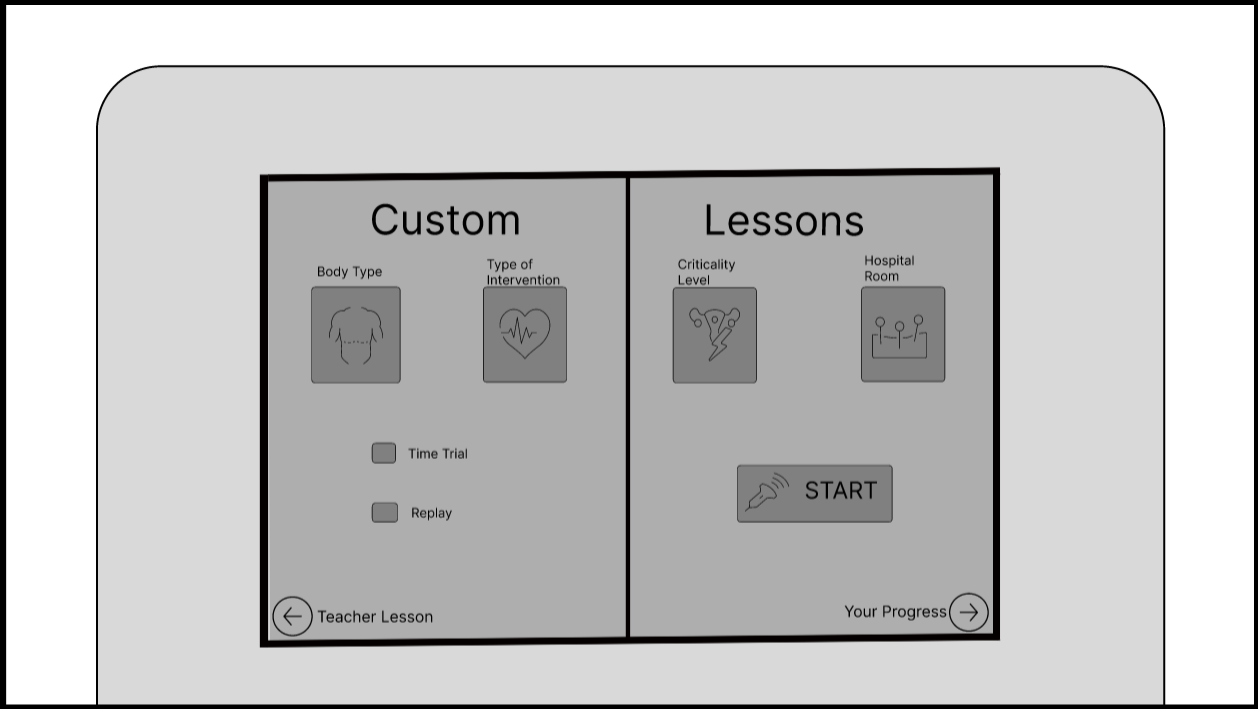 Custom
Lessons
Body Type
Type of
Intervention
Criticality
Level
Hospital
Room
Time Trial
START
Replay
Teacher Lesson
Your Progress